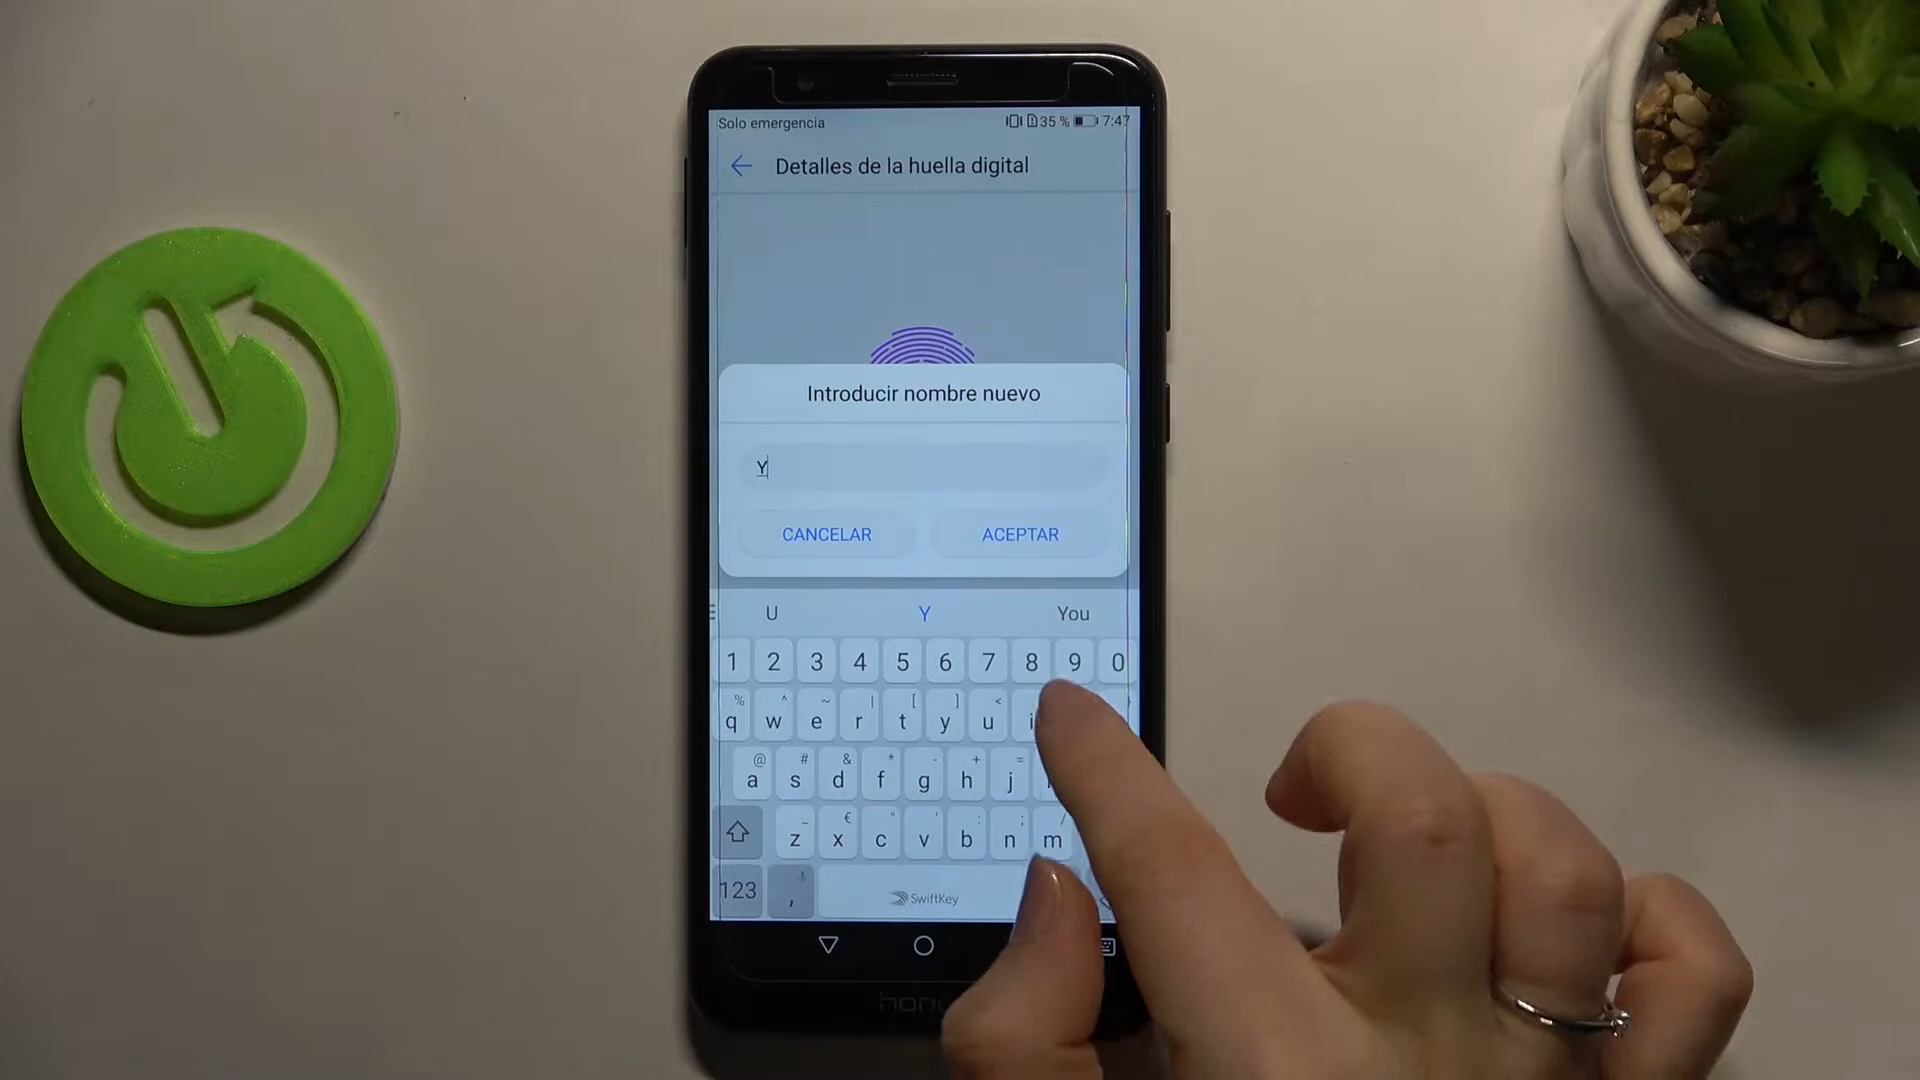 Solo emergencia 35 % 7:47
Detalles de la huella digital
Introducir nombre nuevo
Y
CANCELAR ACEPTAR
U Y You
1 2 3 4 5 6 7 8 9 0
% ^ ~ | [ ] <
q w e r t y u i
@ # & * - + =
a s d f g h j
_ € " ' : ; /
z x c v b n m
123 , SwiftKey